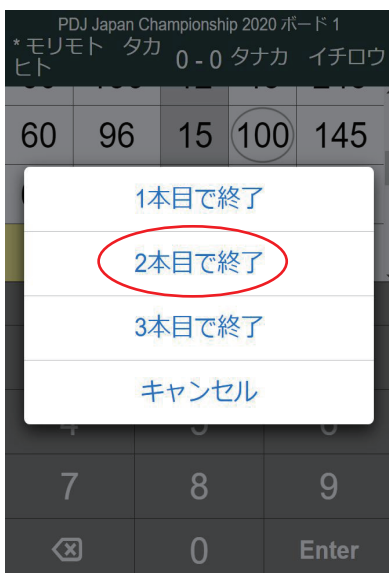 PDJ Japan Championship 2020 ボード 1
* モリモト タカヒト 0 - 0 タナカ イチロウ
60 96 15 100 145
1本目で終了
2本目で終了
3本目で終了
キャンセル
7 8 9
0 Enter